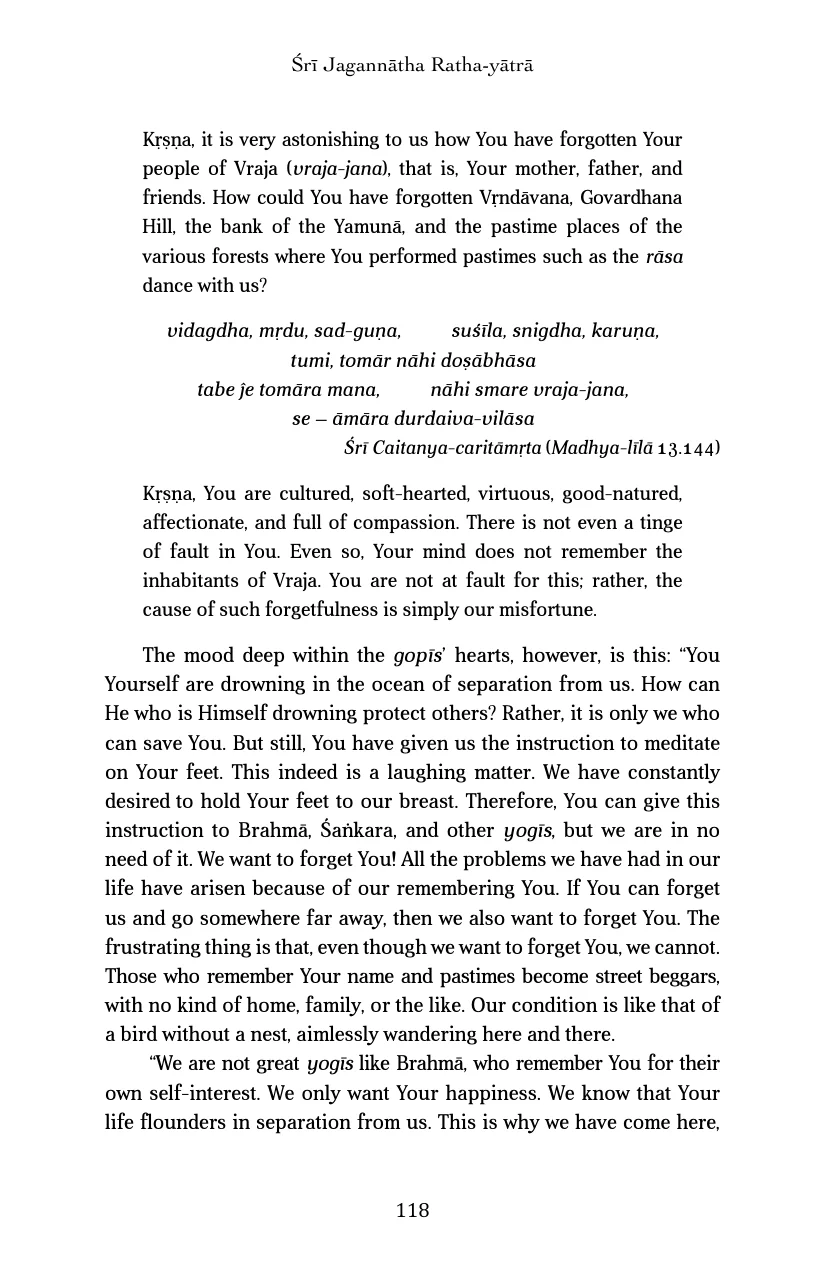 Śrī Jagannātha Ratha-yātrā
Kṛṣṇa, it is very astonishing to us how You have forgotten Your
people of Vraja (vraja-jana), that is, Your mother, father, and
friends. How could You have forgotten Vṛndāvana, Govardhana
Hill, the bank of the Yamunā, and the pastime places of the
various forests where You performed pastimes such as the rāsa
dance with us?
vidagdha, mṛdu, sad-guṇa, suśīla, snigdha, karuṇa,
tumi, tomār nāhi doṣābhāsa
tabe ĵe tomāra mana, nāhi smare vraja-jana,
se – āmāra durdaiva-vilāsa
Śrī Caitanya-caritāmṛta (Madhya-līlā 13.144)
Kṛṣṇa, You are cultured, soft-hearted, virtuous, good-natured,
affectionate, and full of compassion. There is not even a tinge
of fault in You. Even so, Your mind does not remember the
inhabitants of Vraja. You are not at fault for this; rather, the
cause of such forgetfulness is simply our misfortune.
The mood deep within the gopīs’ hearts, however, is this: “You
Yourself are drowning in the ocean of separation from us. How can
He who is Himself drowning protect others? Rather, it is only we who
can save You. But still, You have given us the instruction to meditate
on Your feet. This indeed is a laughing matter. We have constantly
desired to hold Your feet to our breast. Therefore, You can give this
instruction to Brahmā, Śaṅkara, and other yogīs, but we are in no
need of it. We want to forget You! All the problems we have had in our
life have arisen because of our remembering You. If You can forget
us and go somewhere far away, then we also want to forget You. The
frustrating thing is that, even though we want to forget You, we cannot.
Those who remember Your name and pastimes become street beggars,
with no kind of home, family, or the like. Our condition is like that of
a bird without a nest, aimlessly wandering here and there.
“We are not great yogīs like Brahmā, who remember You for their
own self-interest. We only want Your happiness. We know that Your
life flounders in separation from us. This is why we have come here,
118